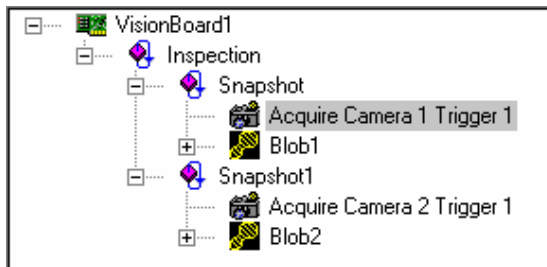 VisionBoard1
Inspection
Snapshot
Acquire Camera 1 Trigger 1
Blob1
Snapshot1
Acquire Camera 2 Trigger 1
Blob2